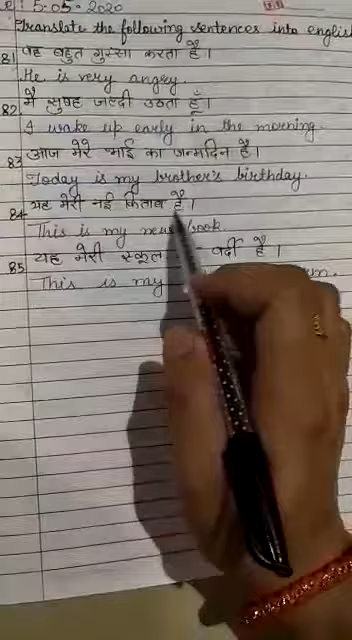 5-05-2020
Translate the following sentences into english
81 वह बहुत गुस्सा करता है।
He is very angry.
82. मैं सुबह जल्दी उठता हूँ।
I wake up early in the morning.
83 आज मेरे भाई का जन्मदिन है।
Today is my brother's birthday.
84 यह मेरी नई किताब है।
This is my new book.
85 यह मेरी स्कूल वर्दी है।
This is my